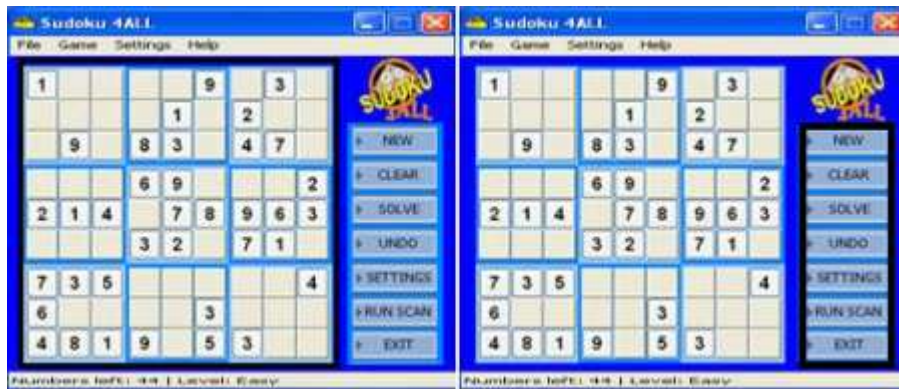 Sudoku 4ALL
File Game Settings Help
1 9 3
1 2
9 8 3 4 7
6 9 2
2 1 4 7 8 9 6 3
3 2 7 1
7 3 5 4
6 3
4 8 1 9 5 3
SUDOKU
4ALL
NEW
CLEAR
SOLVE
UNDO
SETTINGS
RUN SCAN
EXIT
Numbers left: 44 | Level: Easy
Sudoku 4ALL
File Game Settings Help
1 9 3
1 2
9 8 3 4 7
6 9 2
2 1 4 7 8 9 6 3
3 2 7 1
7 3 5 4
6 3
4 8 1 9 5 3
SUDOKU
4ALL
NEW
CLEAR
SOLVE
UNDO
SETTINGS
RUN SCAN
EXIT
Numbers left: 44 | Level: Easy